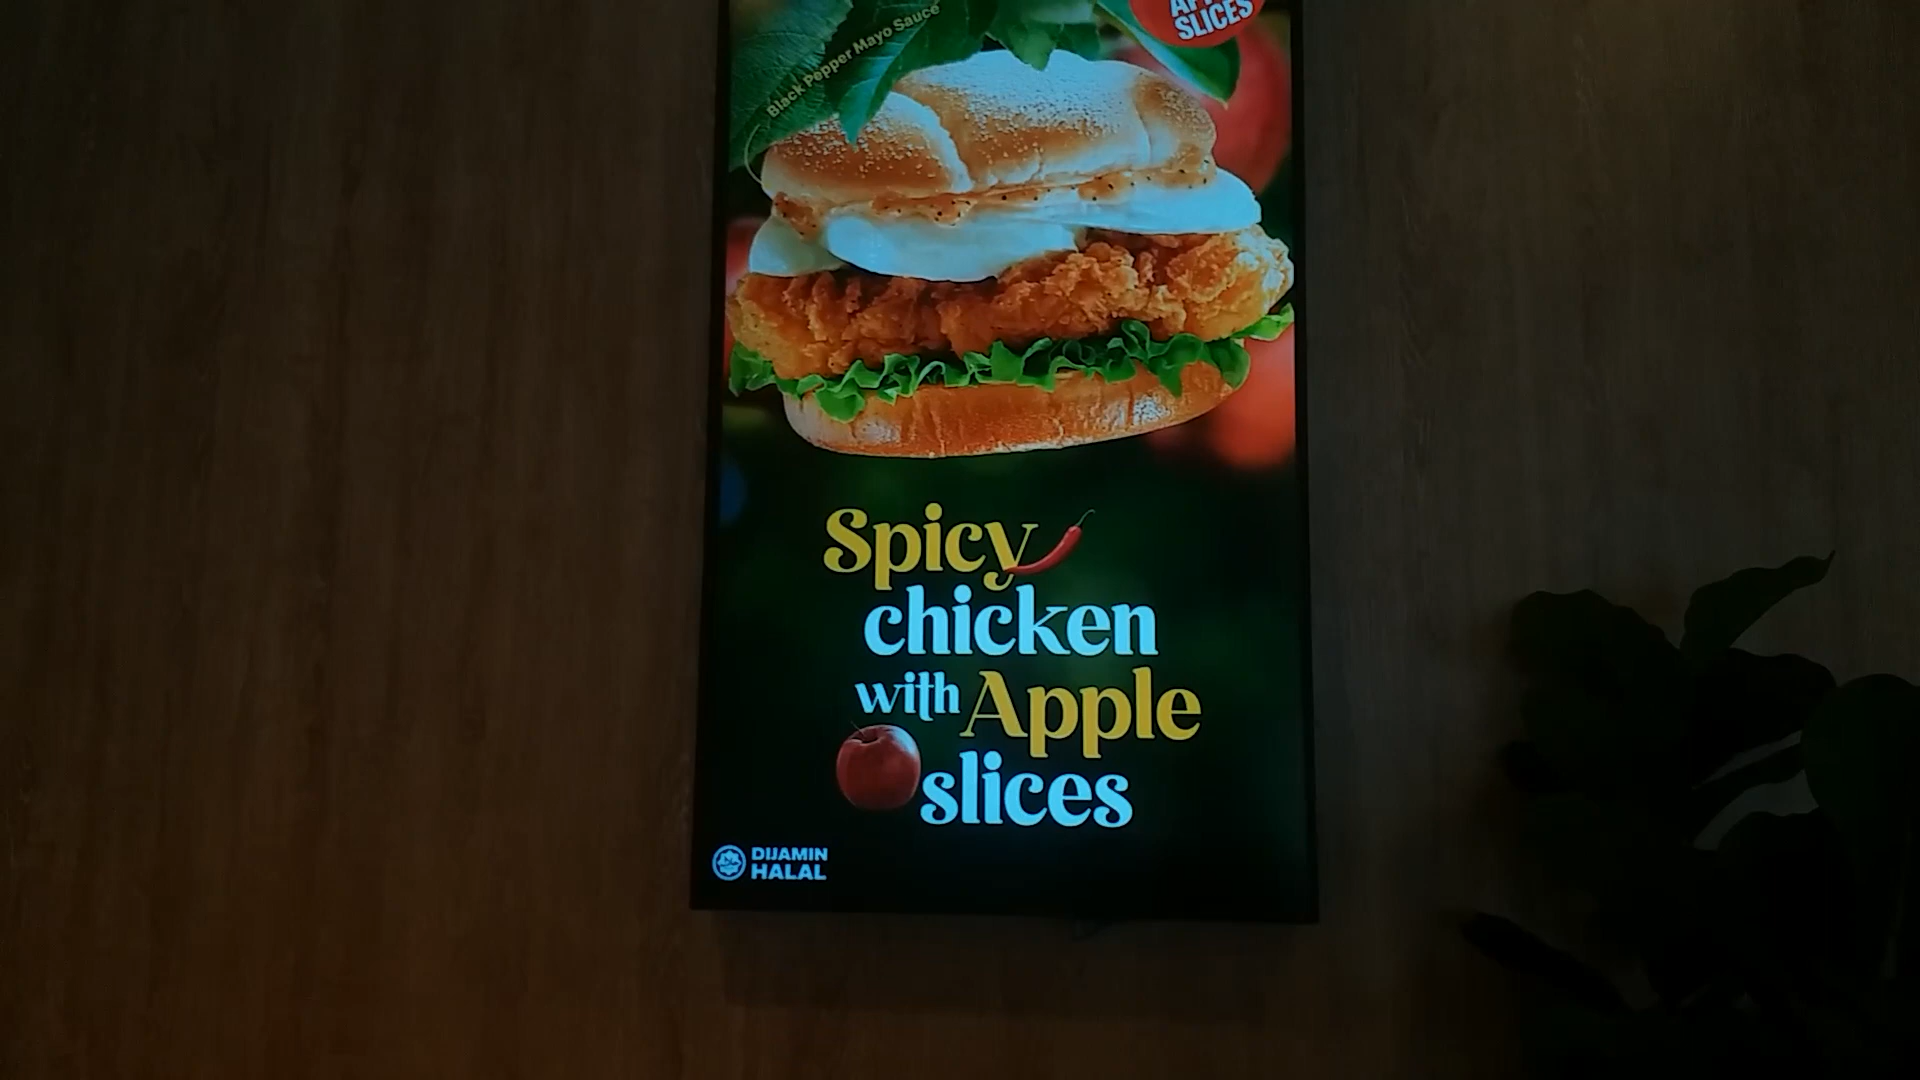 SLICES
Black Pepper Mayo Sauce
Spicy
chicken
with Apple
slices
DIJAMIN
HALAL